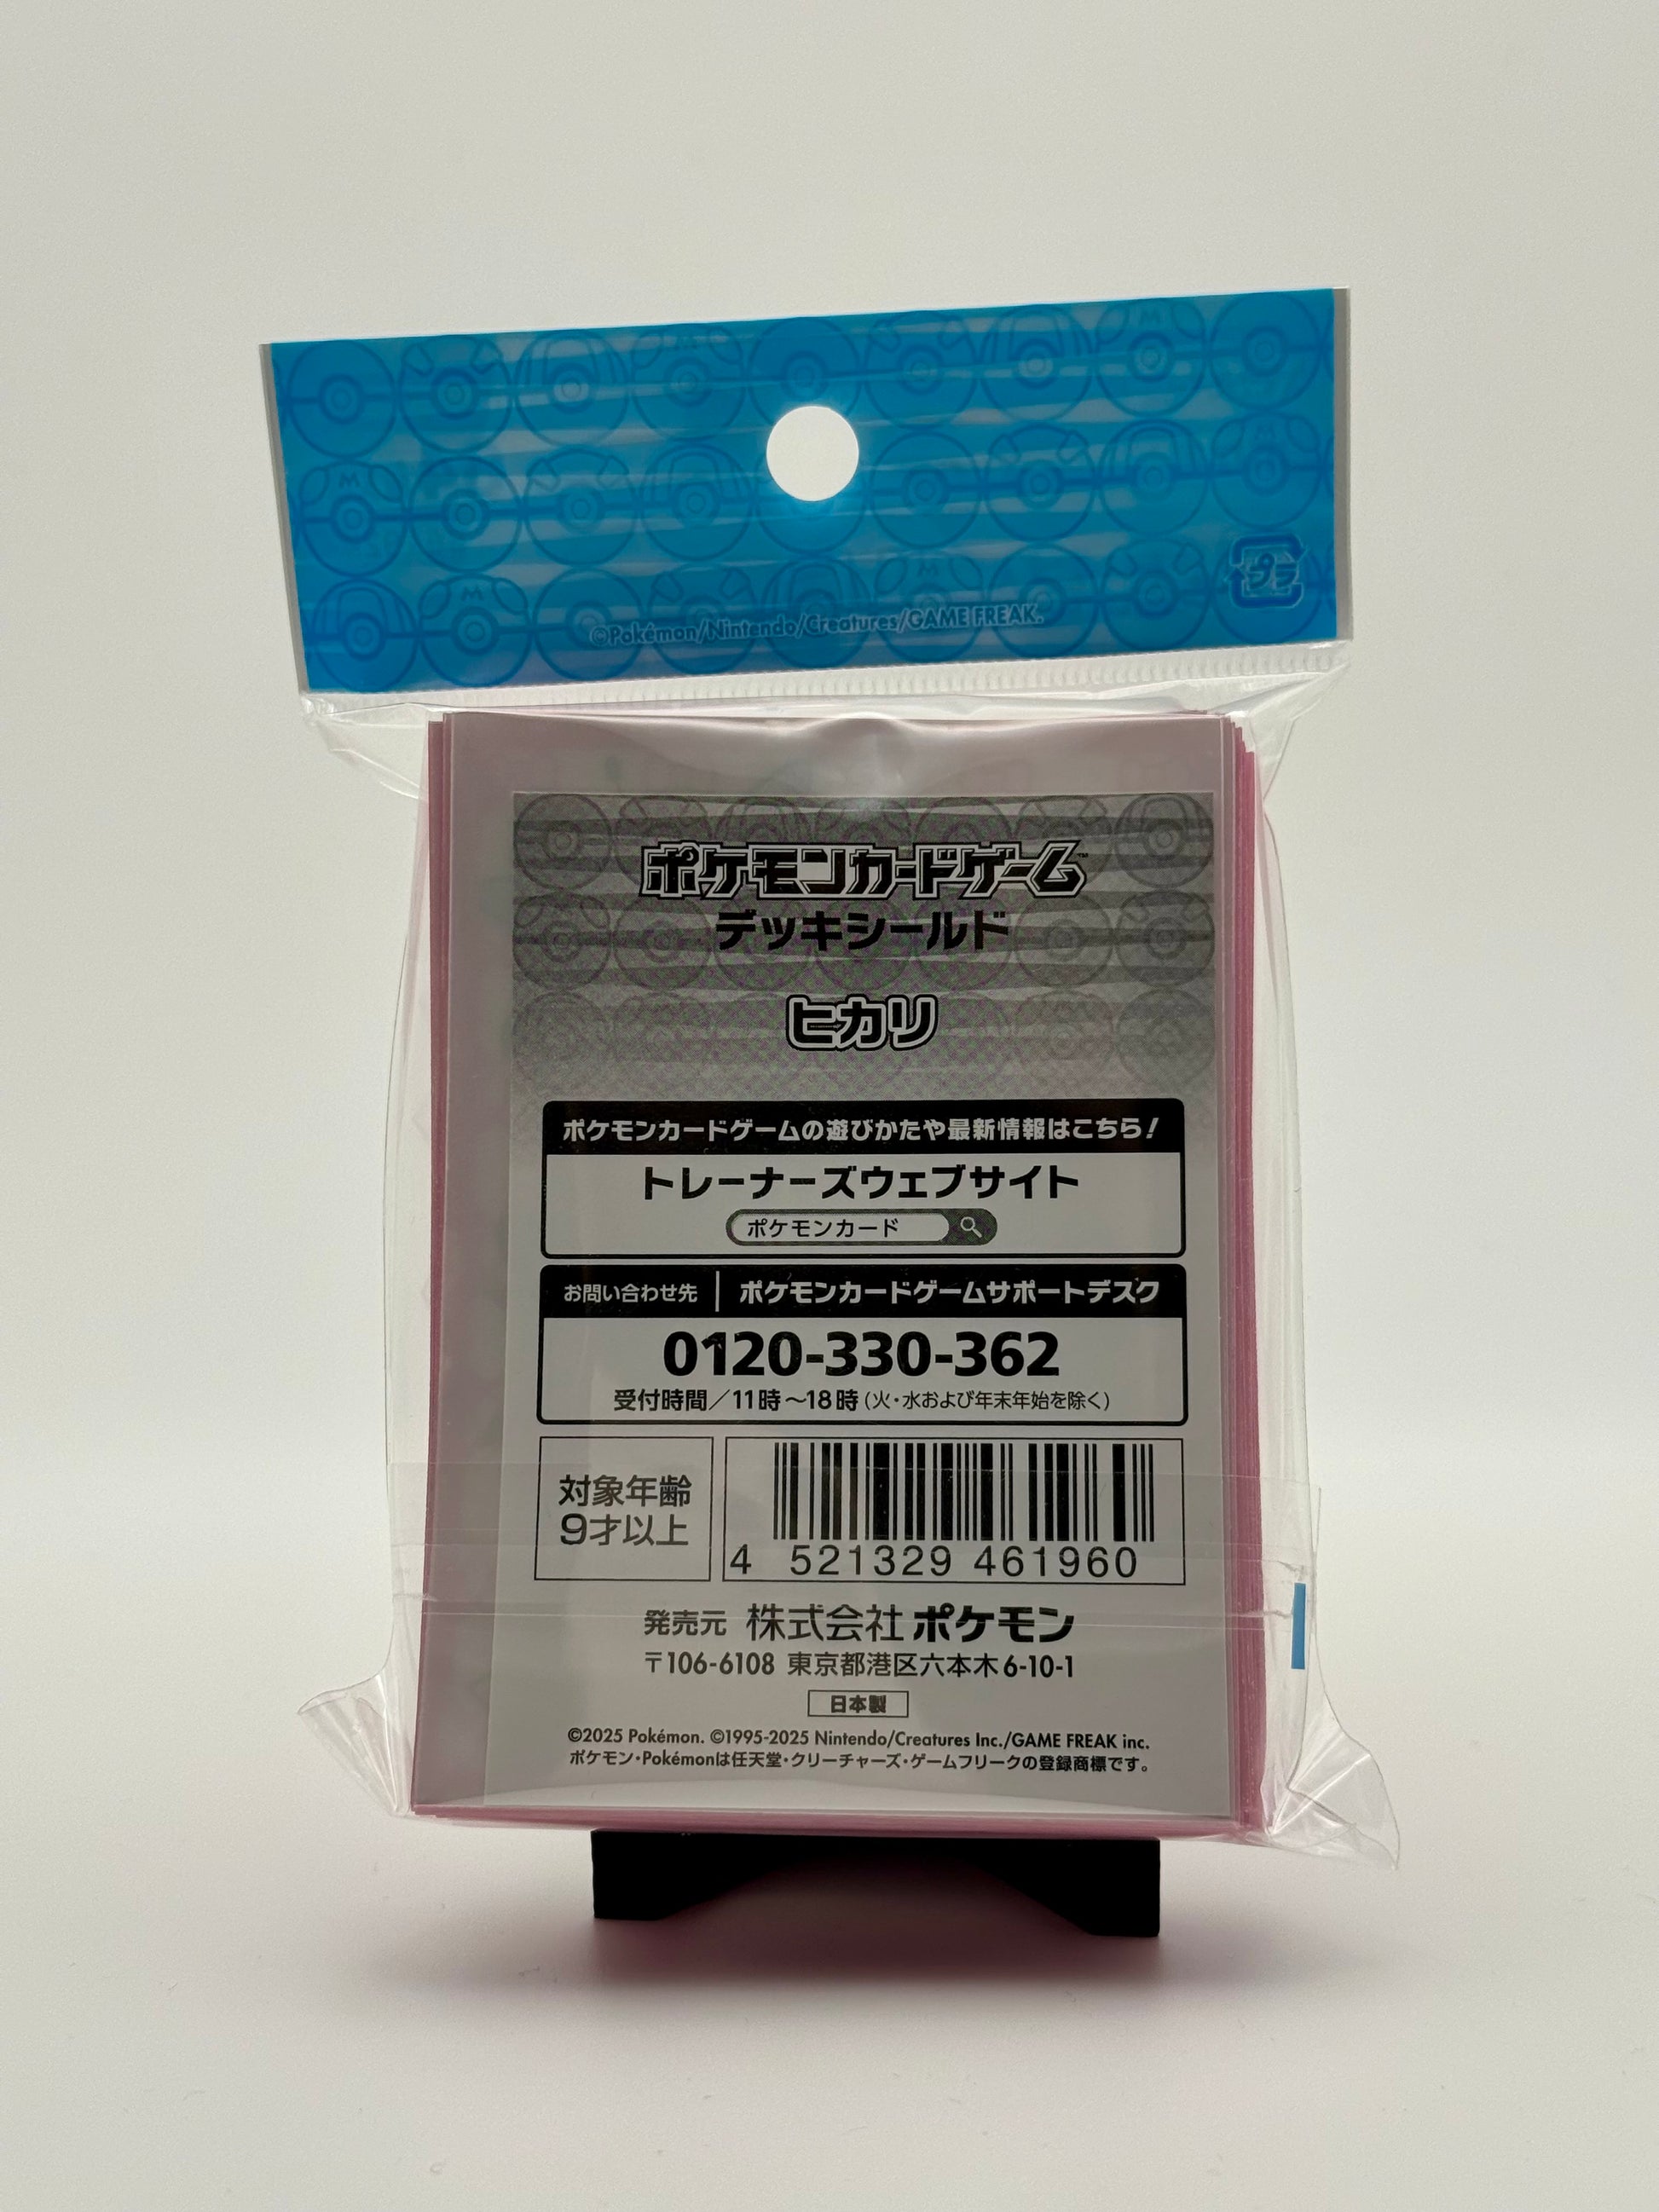 ©Pokémon/Nintendo/Creatures/GAME FREAK.
プラ
ポケモンカードゲーム™
デッキシールド
ヒカリ
ポケモンカードゲームの遊びかたや最新情報はこちら!
トレーナーズウェブサイト
ポケモンカード
お問い合わせ先 | ポケモンカードゲームサポートデスク
0120-330-362
受付時間/11時~18時(火・水および年末年始を除く)
対象年齢
9才以上
4 521329 461960
発売元 株式会社ポケモン
〒106-6108 東京都港区六本木6-10-1
日本製
©2025 Pokémon. ©1995-2025 Nintendo/Creatures Inc./GAME FREAK inc.
ポケモン・Pokémonは任天堂・クリーチャーズ・ゲームフリークの登録商標です。